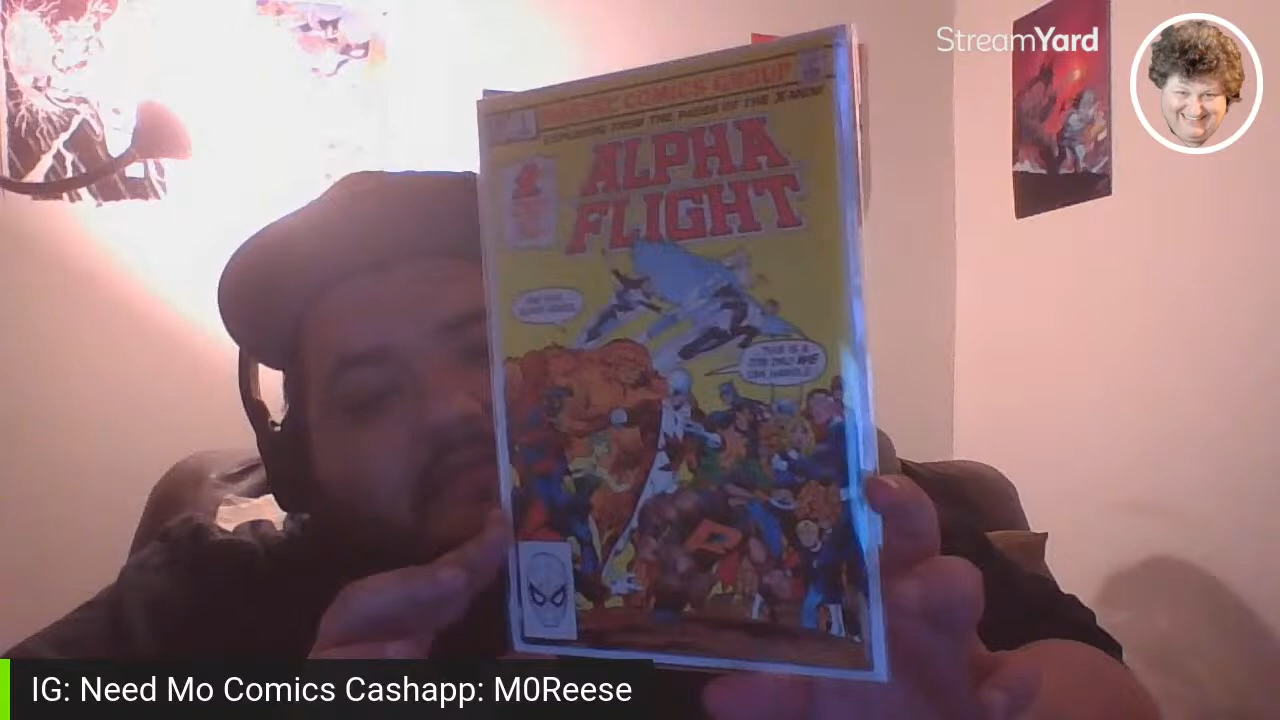 StreamYard
MARVEL COMICS GROUP
EXPLODING FROM THE PAGES OF THE X-MEN!
ALPHA
FLIGHT
...THIS IS A
JOB ONLY WE
CAN HANDLE!
IG: Need Mo Comics Cashapp: M0Reese